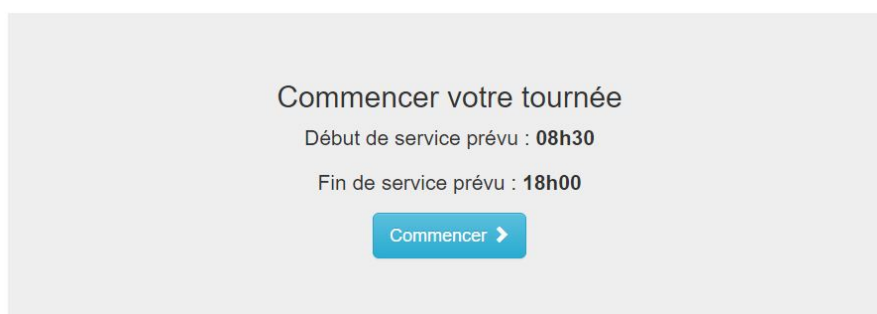 Commencer votre tournée
Début de service prévu : 08h30
Fin de service prévu : 18h00
Commencer